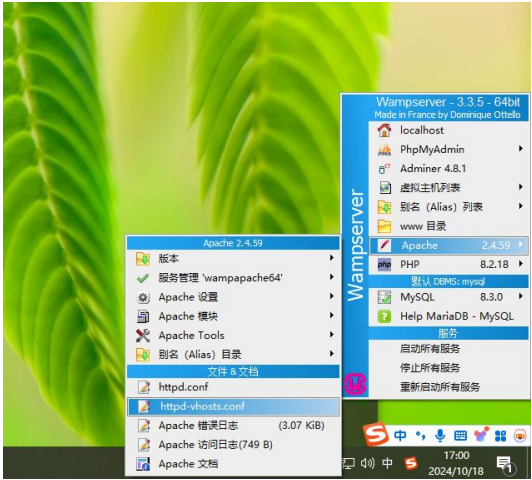 Wampserver - 3.3.5 - 64bit
Made in France by Dominique Ottello
Wampserver
localhost
PhpMyAdmin
Adminer 4.8.1
虚拟主机列表
别名（Alias）列表
www 目录
Apache 2.4.59
PHP 8.2.18
默认 DBMS: mysql
MySQL 8.3.0
Help MariaDB - MySQL
服务
启动所有服务
停止所有服务
重新启动所有服务
Apache 2.4.59
版本
服务管理 'wampapache64'
Apache 设置
Apache 模块
Apache Tools
别名（Alias）目录
文件 & 文档
httpd.conf
httpd-vhosts.conf
Apache 错误日志 (3.07 KiB)
Apache 访问日志(749 B)
Apache 文档
中
中
17:00
2024/10/18
1